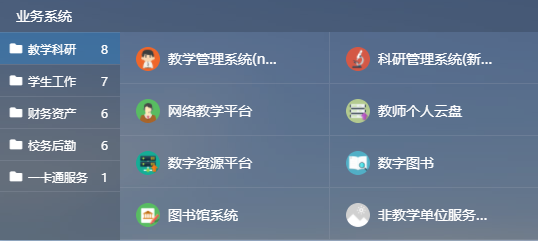 业务系统
教学科研 8
学生工作 7
财务资产 6
校务后勤 6
一卡通服务 1
教学管理系统(n... 科研管理系统(新...
网络教学平台 教师个人云盘
数字资源平台 数字图书
图书馆系统 非教学单位服务...